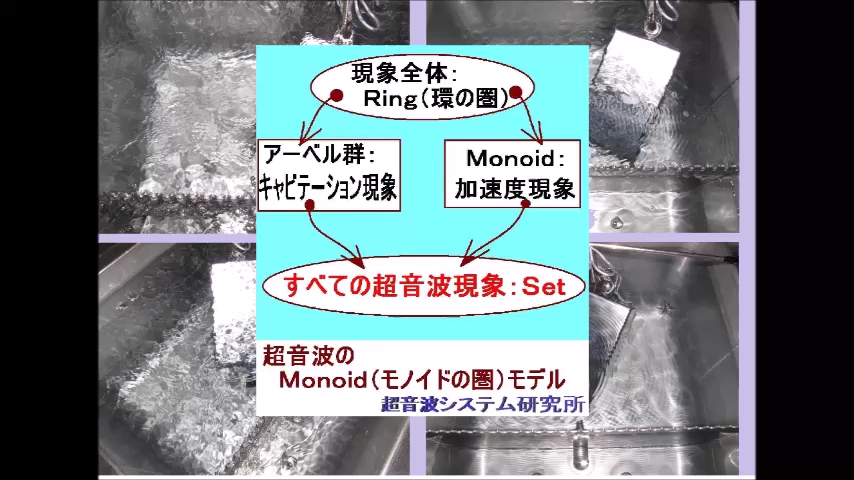 現象全体：
Ring（環の圏）
アーベル群：
キャビテーション現象
Monoid：
加速度現象
すべての超音波現象：Set
超音波の
Monoid（モノイドの圏）モデル
超音波システム研究所